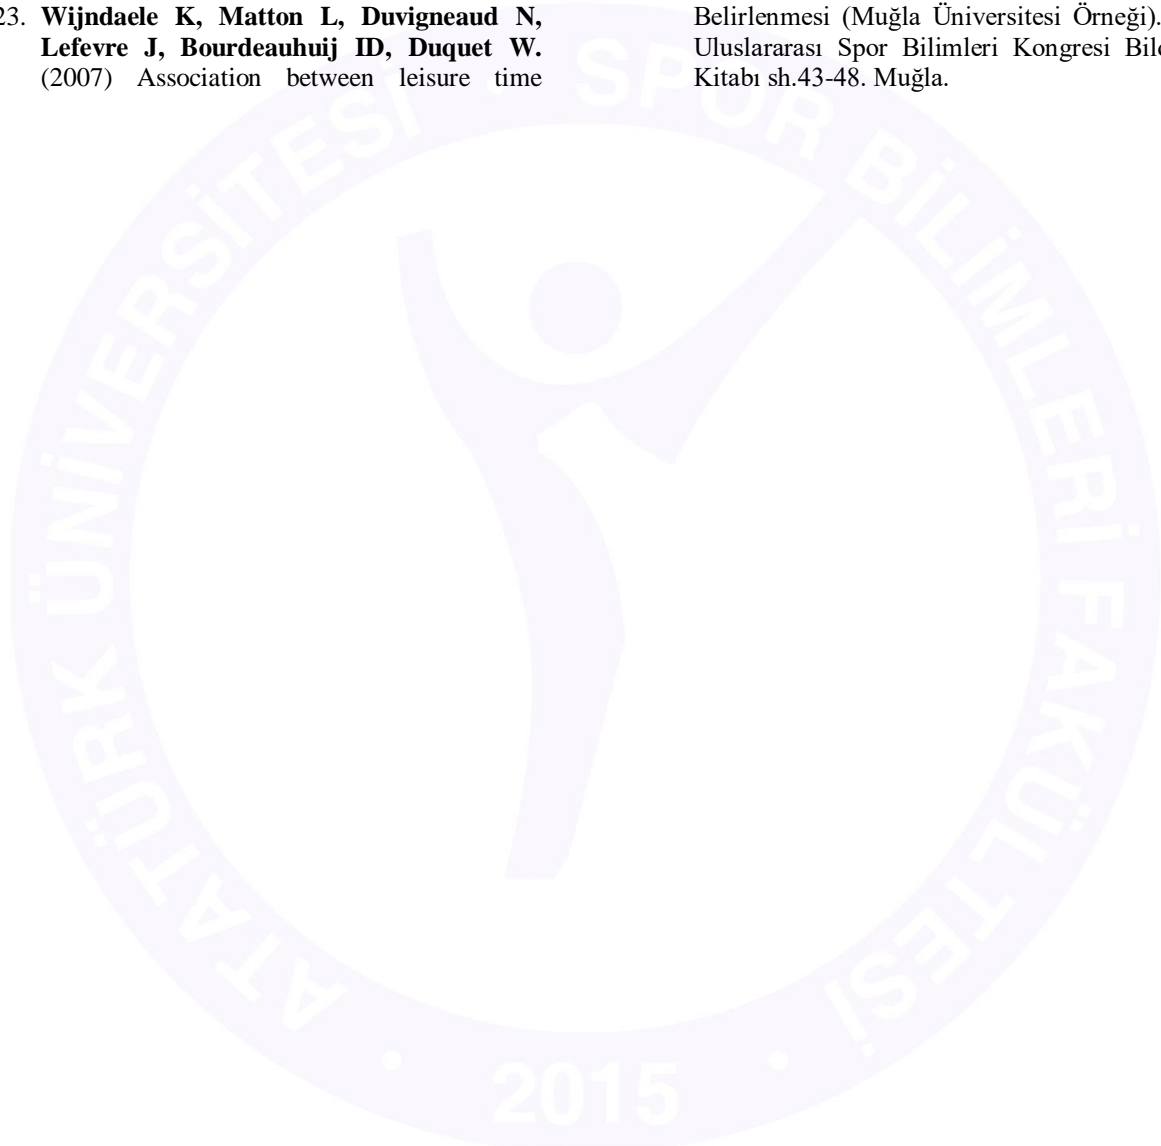 23. Wijndaele K, Matton L, Duvigneaud N,
Lefevre J, Bourdeauhuij ID, Duquet W.
(2007) Association between leisure time
Belirlenmesi (Muğla Üniversitesi Örneği).
Uluslararası Spor Bilimleri Kongresi
Kitabı sh.43-48. Muğla.
ATATÜRK ÜNİVERSİTESİ • SPOR BİLİMLERİ FAKÜLTESİ •
2015